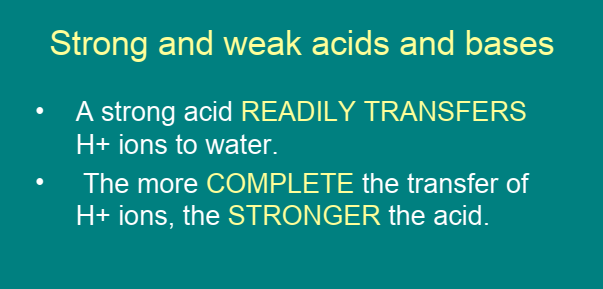 Strong and weak acids and bases
• A strong acid READILY TRANSFERS
H+ ions to water.
• The more COMPLETE the transfer of
H+ ions, the STRONGER the acid.